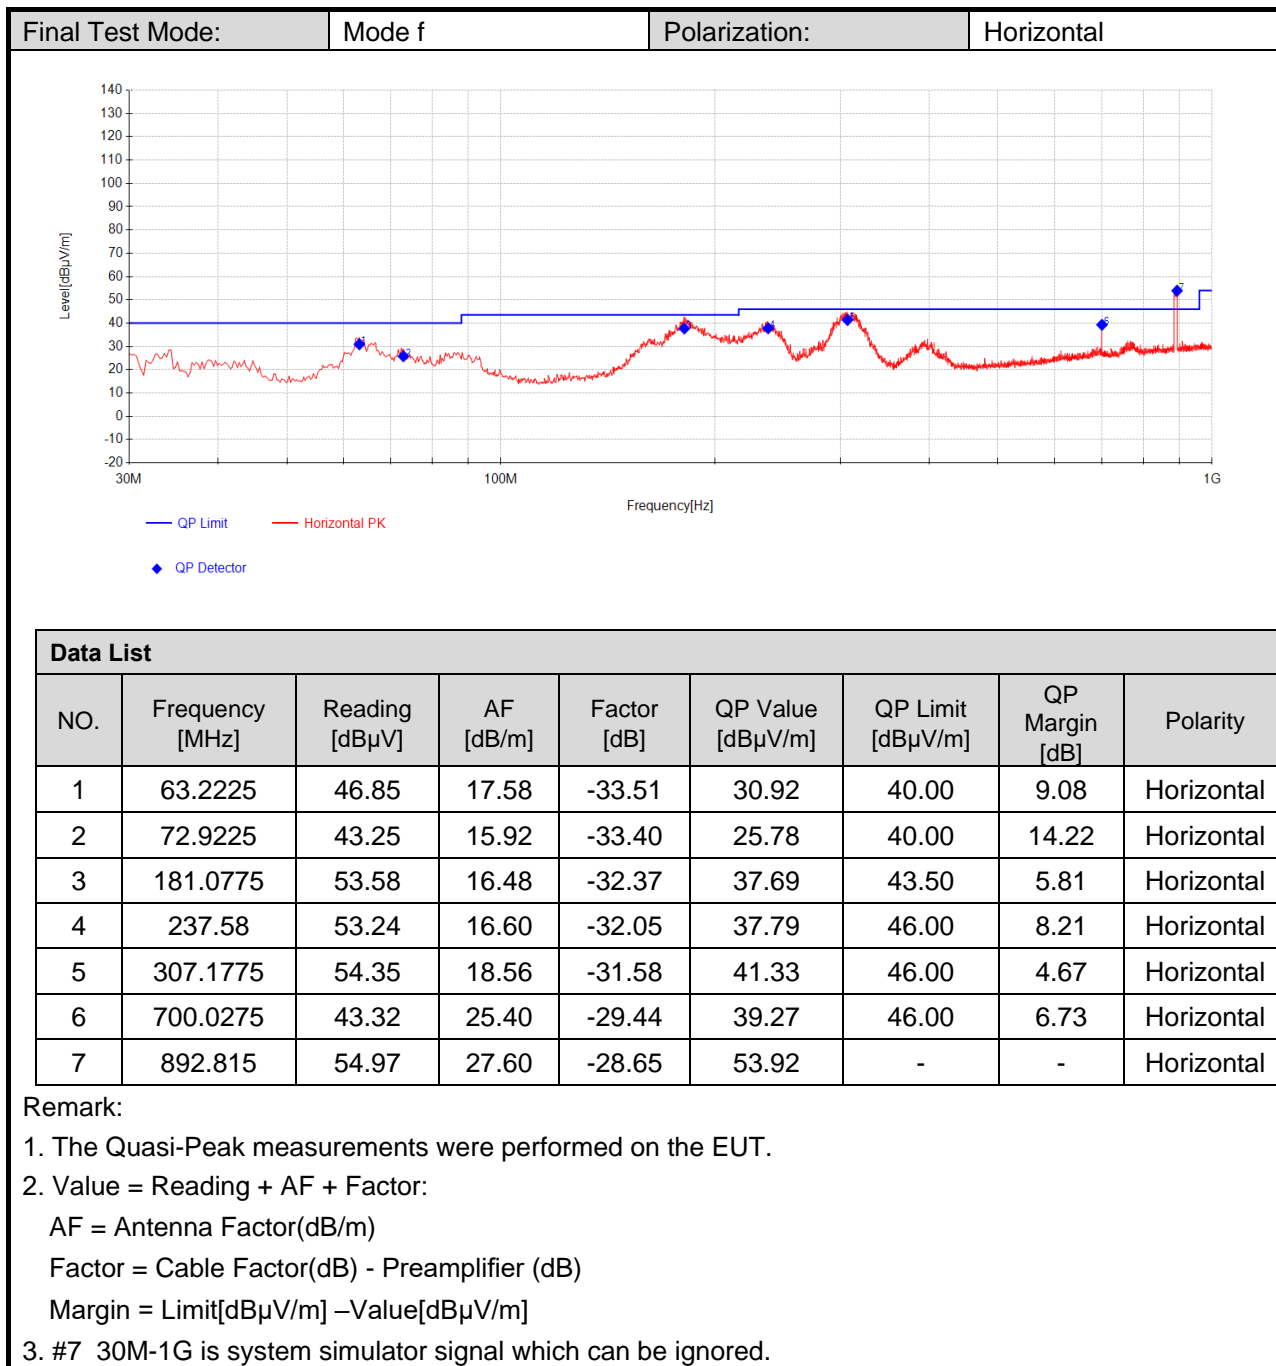 Final Test Mode: Mode f Polarization: Horizontal
140
130
120
110
100
90
80
70
60
50
40
30
20
10
0
-10
-20
Level[dBµV/m]
30M 100M 1G
Frequency[Hz]
1
2
4
6
7
QP Limit Horizontal PK
QP Detector
Data List
NO. Frequency [MHz] Reading [dBµV] AF [dB/m] Factor [dB] QP Value [dBµV/m] QP Limit [dBµV/m] QP Margin [dB] Polarity
1 63.2225 46.85 17.58 -33.51 30.92 40.00 9.08 Horizontal
2 72.9225 43.25 15.92 -33.40 25.78 40.00 14.22 Horizontal
3 181.0775 53.58 16.48 -32.37 37.69 43.50 5.81 Horizontal
4 237.58 53.24 16.60 -32.05 37.79 46.00 8.21 Horizontal
5 307.1775 54.35 18.56 -31.58 41.33 46.00 4.67 Horizontal
6 700.0275 43.32 25.40 -29.44 39.27 46.00 6.73 Horizontal
7 892.815 54.97 27.60 -28.65 53.92 - - Horizontal
Remark:
1. The Quasi-Peak measurements were performed on the EUT.
2. Value = Reading + AF + Factor:
AF = Antenna Factor(dB/m)
Factor = Cable Factor(dB) - Preamplifier (dB)
Margin = Limit[dBµV/m] –Value[dBµV/m]
3. #7 30M-1G is system simulator signal which can be ignored.